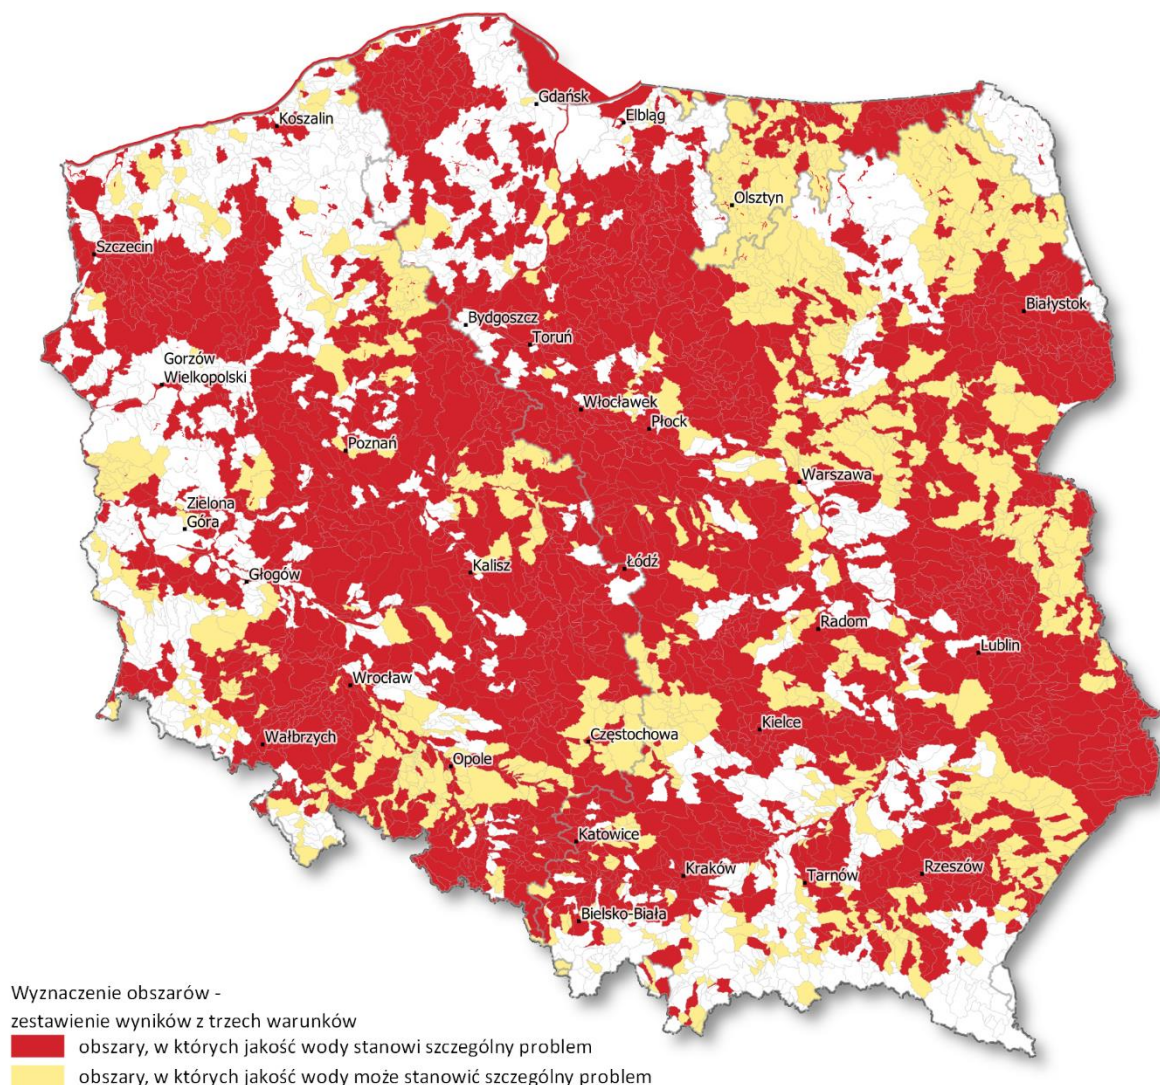 Gdańsk
Koszalin
Elbląg
Olsztyn
Szczecin
Białystok
Bydgoszcz
Toruń
Gorzów
Wielkopolski
Włocławek
Płock
Poznań
Warszawa
Zielona
Góra
Kalisz
Łódź
Głogów
Radom
Lublin
Wrocław
Kielce
Wałbrzych
Częstochowa
Opole
Katowice
Kraków
Tarnów
Rzeszów
Bielsko-Biała
Wyznaczenie obszarów -
zestawienie wyników z trzech warunków
obszary, w których jakość wody stanowi szczególny problem
obszary, w których jakość wody może stanowić szczególny problem